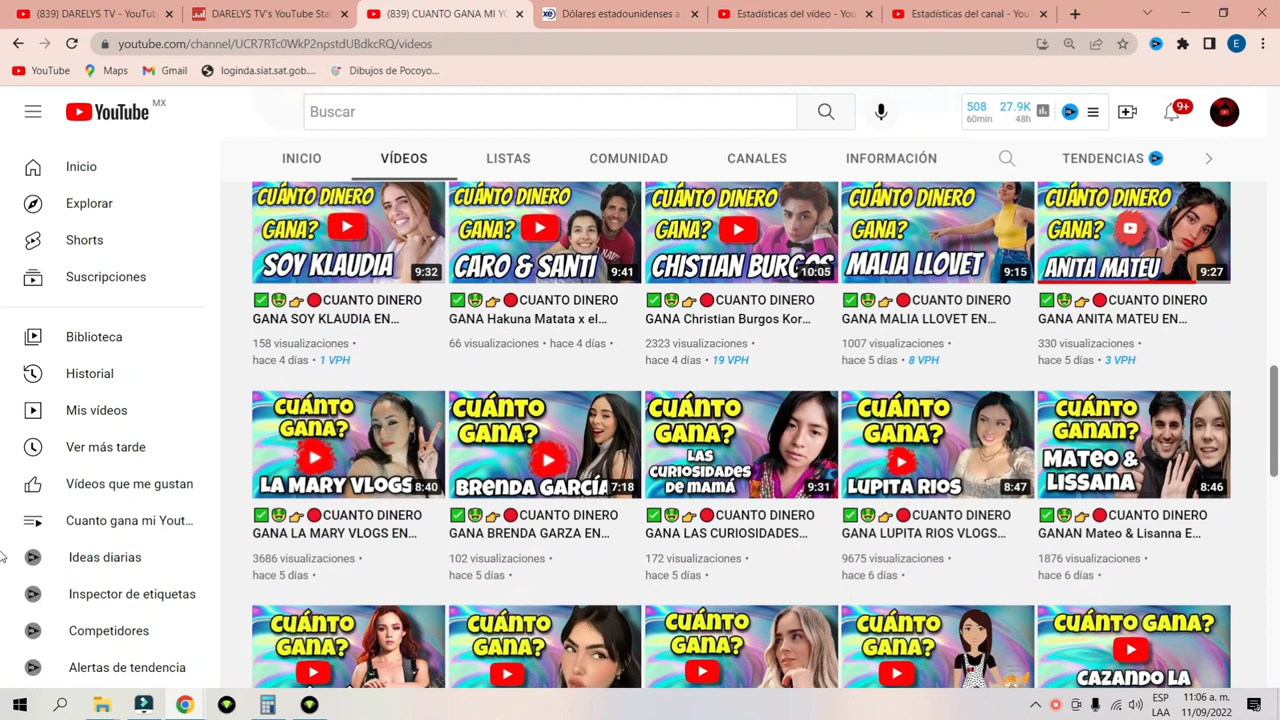 (839) DARELYS TV - YouTu
DARELYS TV's YouTube Stat
(839) CUANTO GANA MI YO
Dólares estadounidenses a
Estadísticas del vídeo - You
Estadísticas del canal - You
youtube.com/channel/UCR7RTc0WkP2npstdUBdkcRQ/videos
E
YouTube
Maps
Gmail
loginda.siat.sat.gob....
Dibujos de Pocoyo...
YouTube MX
Buscar
508
60min
27.9K
48h
9+
INICIO
VÍDEOS
LISTAS
COMUNIDAD
CANALES
INFORMACIÓN
TENDENCIAS
Inicio
Explorar
Shorts
Suscripciones
Biblioteca
Historial
Mis vídeos
Ver más tarde
Vídeos que me gustan
Cuanto gana mi Yout...
Ideas diarias
Inspector de etiquetas
Competidores
Alertas de tendencia
CUÁNTO DINERO
GANA?
SOY KLAUDIA
9:32
CUÁNTO DINERO
GANA?
CARO & SANTI
9:41
CUÁNTO DINERO
GANA?
CHISTIAN BURGOS
10:05
CUÁNTO DINERO
GANA?
MALIA LLOVET
9:15
CUÁNTO DINERO
GANA?
ANITA MATEU
9:27
CUANTO DINERO
GANA SOY KLAUDIA EN...
158 visualizaciones •
hace 4 días • 1 VPH
CUANTO DINERO
GANA Hakuna Matata x el...
66 visualizaciones • hace 4 días •
CUANTO DINERO
GANA Christian Burgos Kor...
2323 visualizaciones •
hace 4 días • 19 VPH
CUANTO DINERO
GANA MALIA LLOVET EN...
1007 visualizaciones •
hace 5 días • 8 VPH
CUANTO DINERO
GANA ANITA MATEU EN...
330 visualizaciones •
hace 5 días • 3 VPH
CUÁNTO
GANA?
LA MARY VLOGS
8:40
CUÁNTO
GANA?
BRENDA GARCÍA
7:18
CUÁNTO
GANA?
LAS
CURIOSIDADES
DE MAMÁ
9:31
CUÁNTO
GANA?
LUPITA RIOS
8:47
CUÁNTO
GANAN?
MATEO &
LISSANA
8:46
CUANTO DINERO
GANA LA MARY VLOGS EN...
3686 visualizaciones •
hace 5 días •
CUANTO DINERO
GANA BRENDA GARZA EN...
102 visualizaciones •
hace 5 días •
CUANTO DINERO
GANA LAS CURIOSIDADES...
172 visualizaciones •
hace 5 días •
CUANTO DINERO
GANA LUPITA RIOS VLOGS...
9675 visualizaciones •
hace 6 días •
CUANTO DINERO
GANAN Mateo & Lisanna E...
1876 visualizaciones •
hace 6 días •
CUÁNTO
GANA?
CUÁNTO
GANA?
CUÁNTO
GANA?
CUÁNTO
GANA?
CUÁNTO GANA?
CAZANDO LA
ESP
LAA
11:06 a. m.
11/09/2022